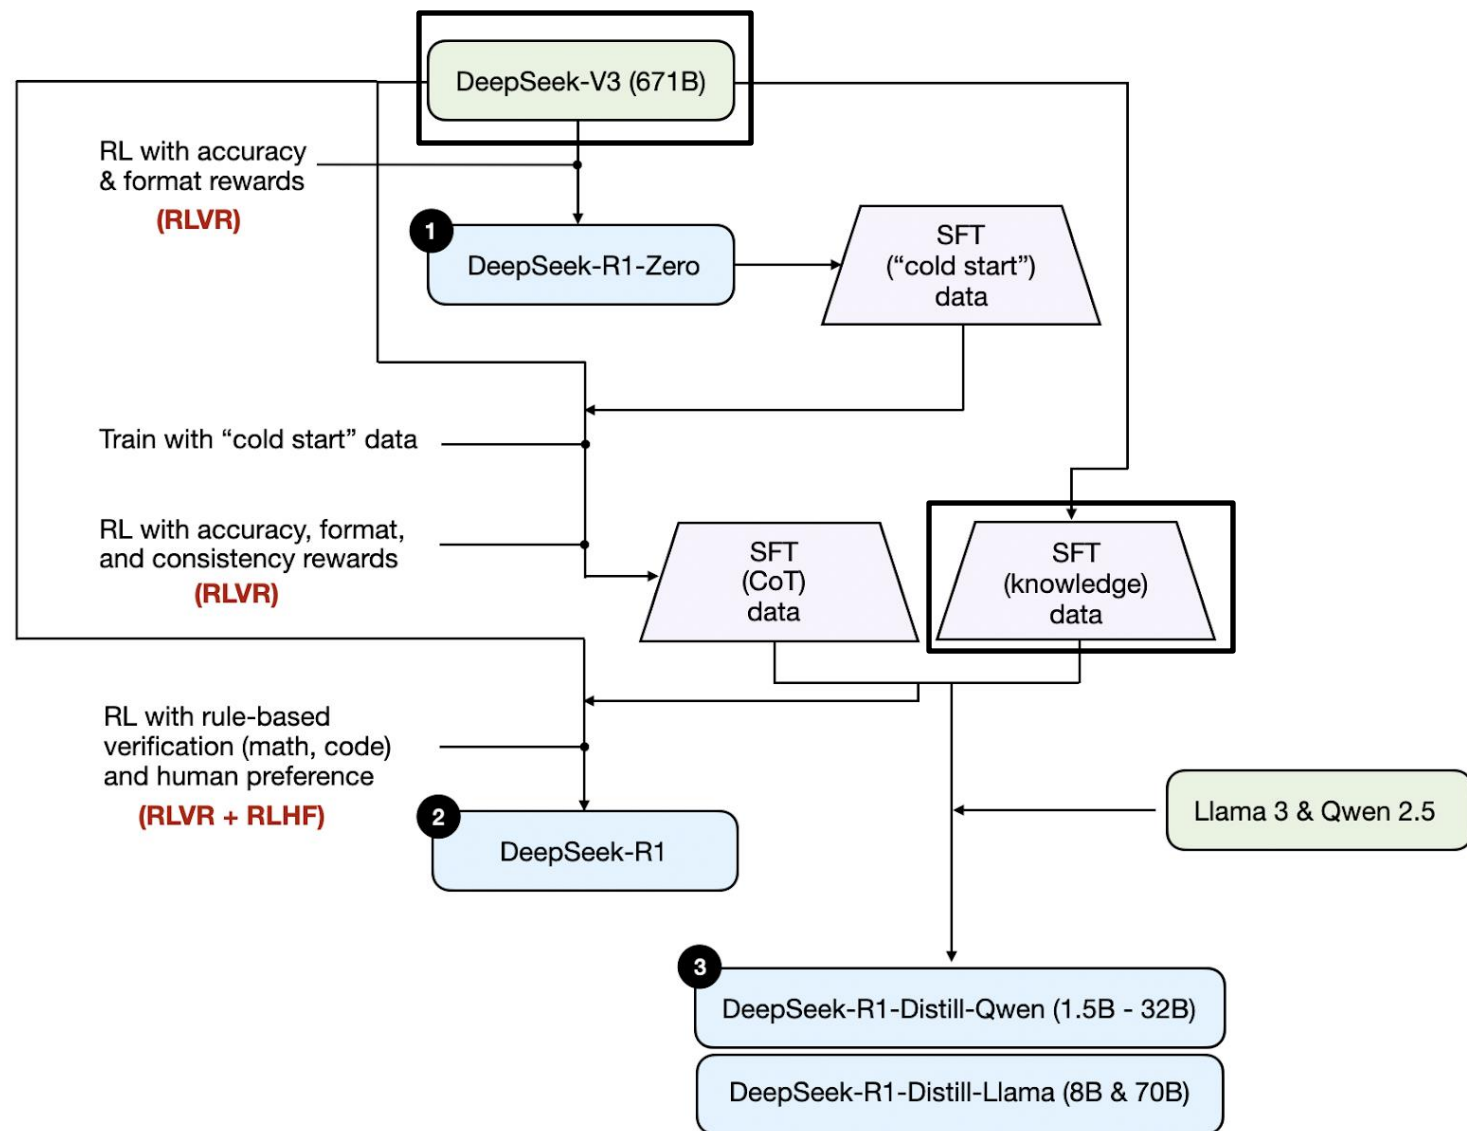 DeepSeek-V3 (671B)
RL with accuracy
& format rewards
(RLVR)
1
DeepSeek-R1-Zero
SFT
(“cold start”)
data
Train with “cold start” data
RL with accuracy, format,
and consistency rewards
(RLVR)
SFT
(CoT)
data
SFT
(knowledge)
data
RL with rule-based
verification (math, code)
and human preference
(RLVR + RLHF)
2
DeepSeek-R1
Llama 3 & Qwen 2.5
3
DeepSeek-R1-Distill-Qwen (1.5B - 32B)
DeepSeek-R1-Distill-Llama (8B & 70B)